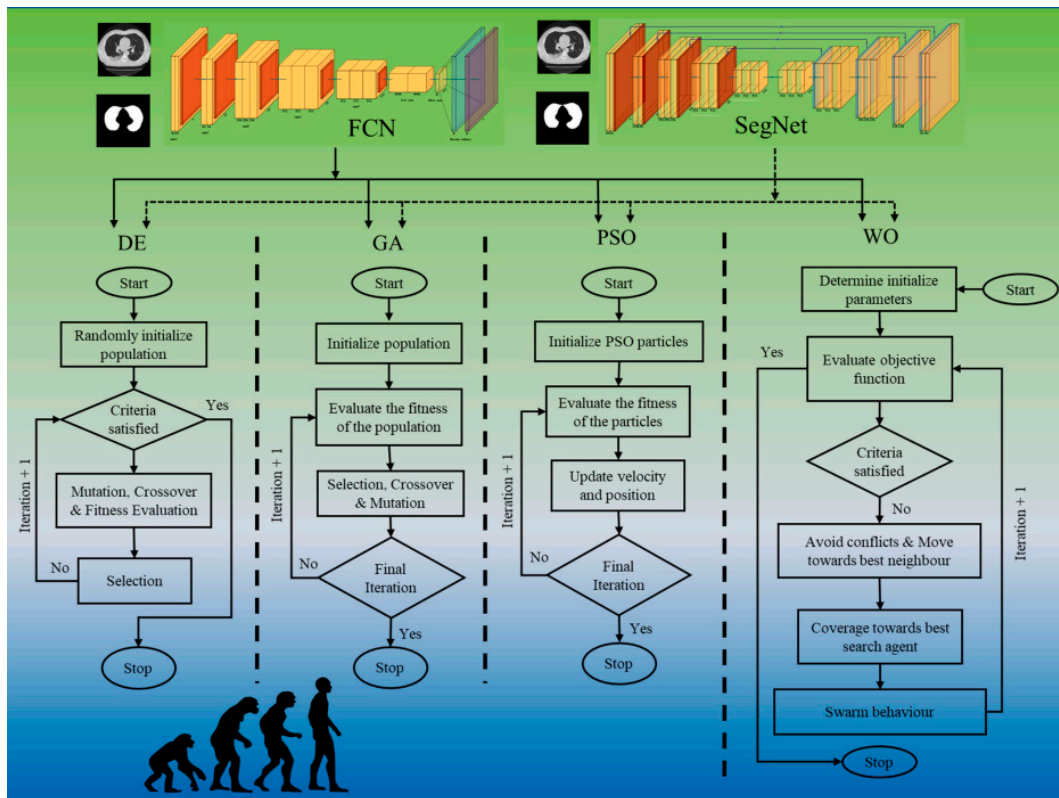 FCN
SegNet
DE
GA
PSO
WO
Start
Randomly initialize
population
Criteria
satisfied
Yes
Iteration + 1
Mutation, Crossover
& Fitness Evaluation
No
Selection
Stop
Start
Initialize population
Evaluate the fitness
of the population
Iteration + 1
Selection, Crossover
& Mutation
No
Final
Iteration
Yes
Stop
Start
Initialize PSO particles
Evaluate the fitness
of the particles
Iteration + 1
Update velocity
and position
No
Final
Iteration
Yes
Stop
Determine initialize
parameters
Start
Yes
Evaluate objective
function
Criteria
satisfied
No
Iteration + 1
Avoid conflicts & Move
towards best neighbour
Coverage towards best
search agent
Swarm behaviour
Stop